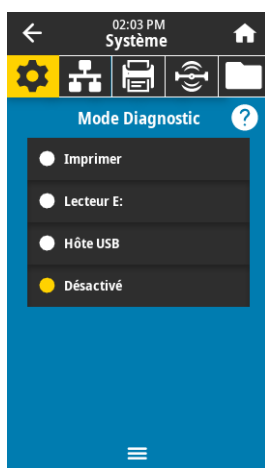 02:03 PM
Système
Mode Diagnostic
?
Imprimer
Lecteur E:
Hôte USB
Désactivé